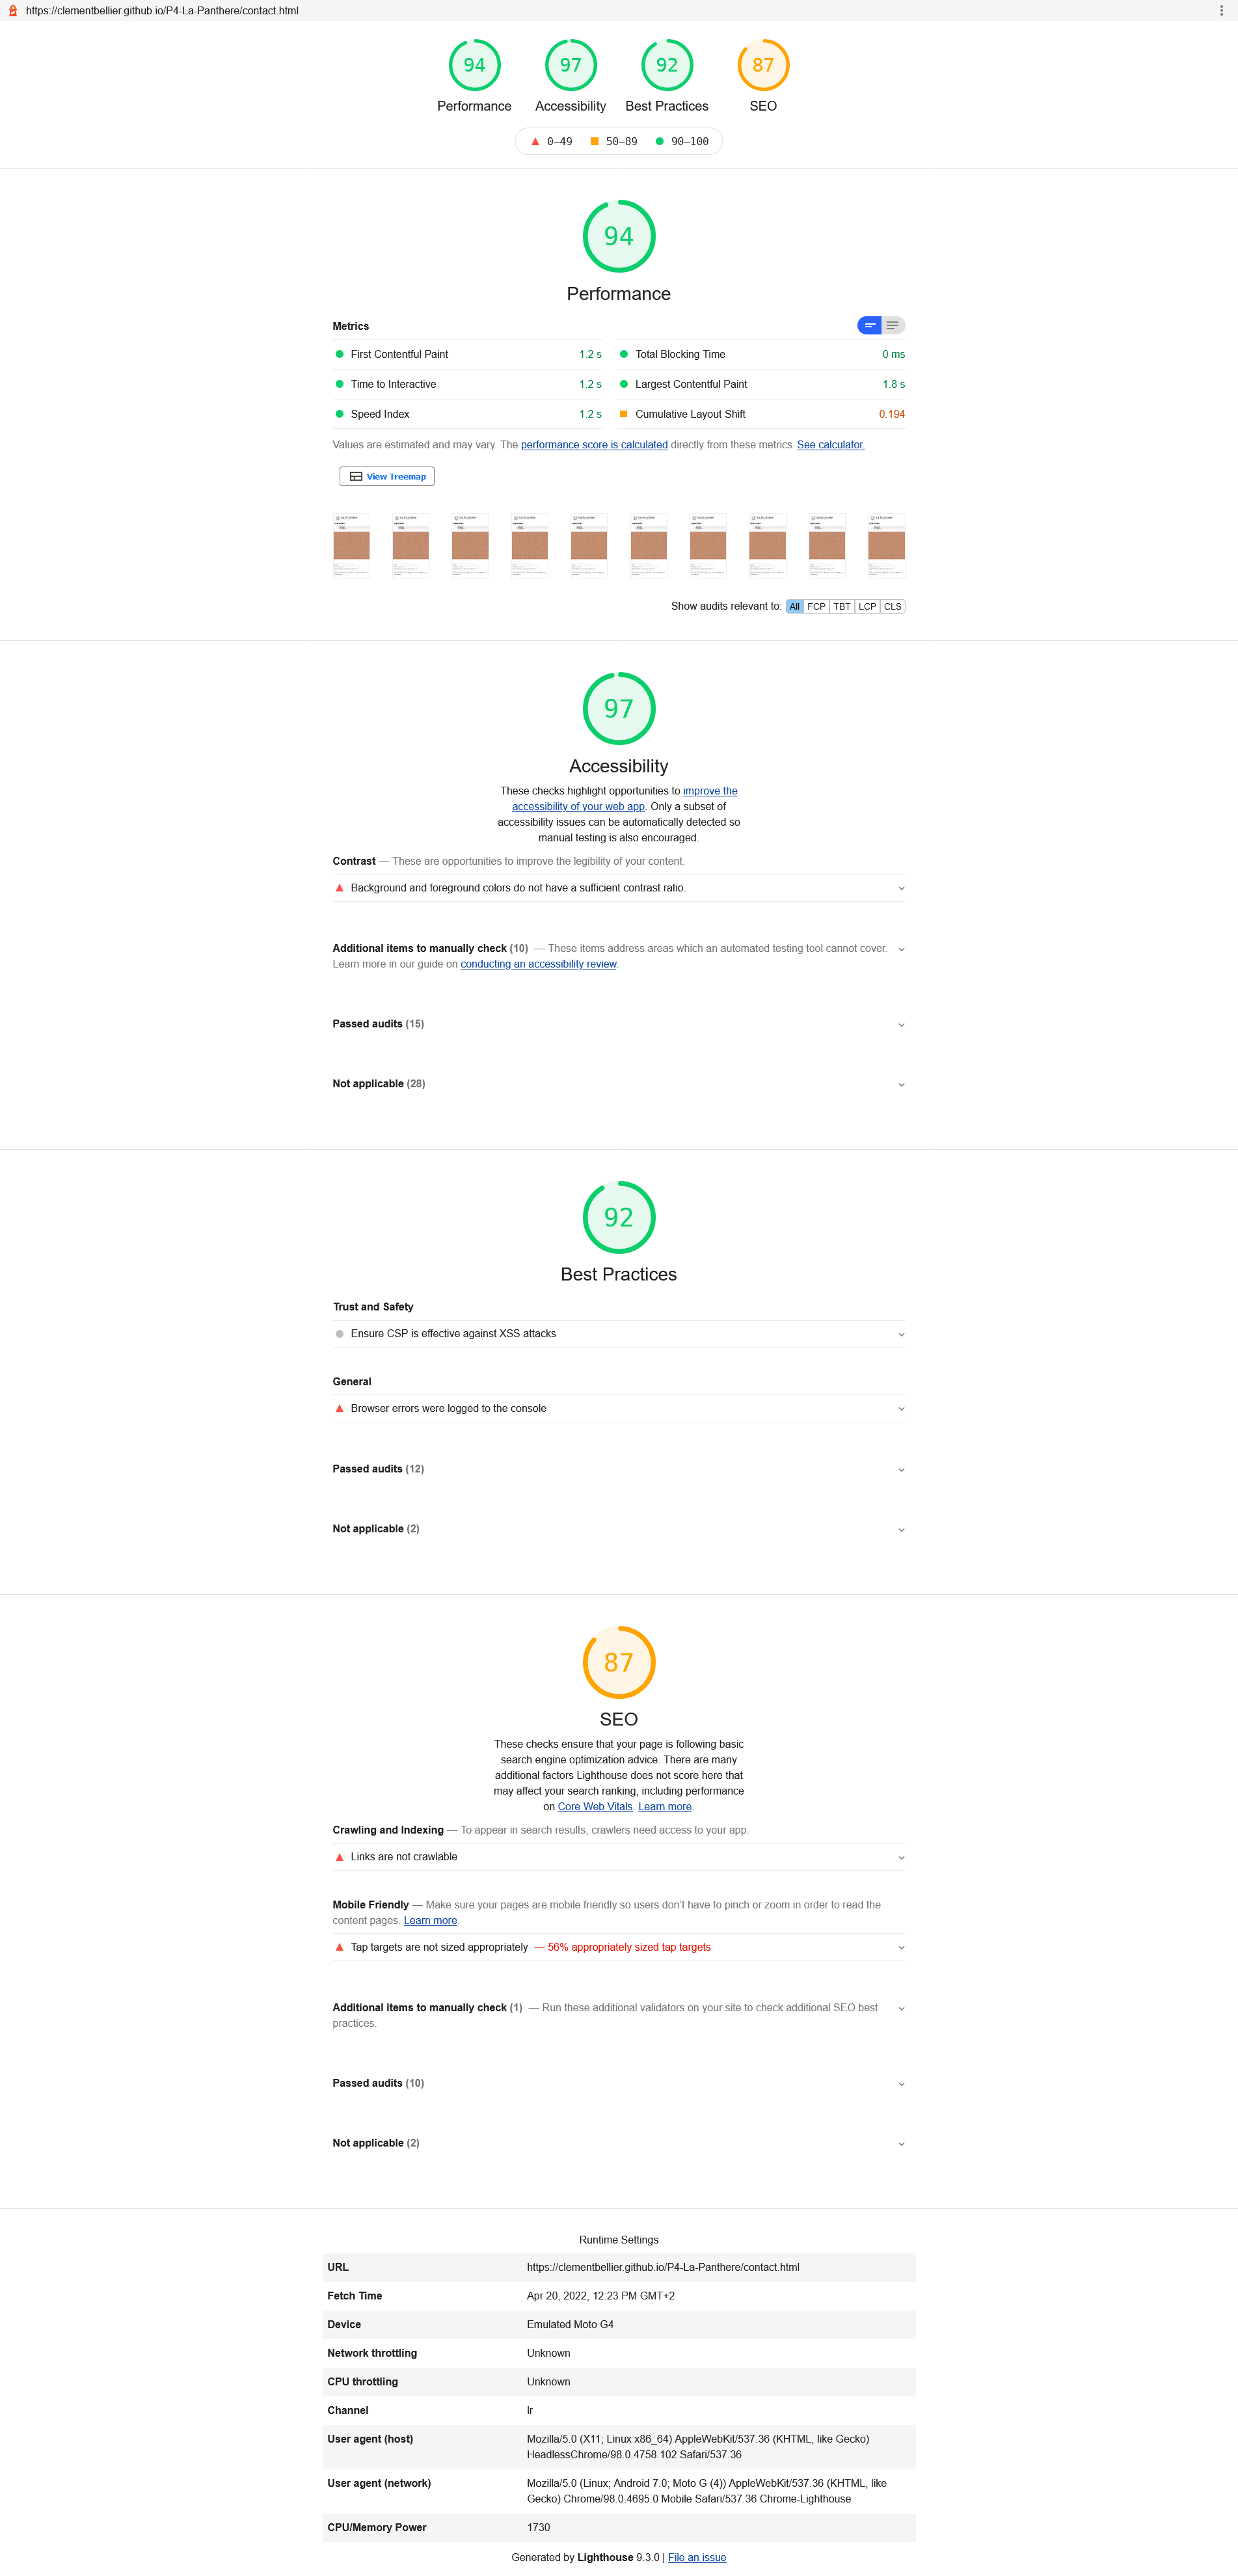 https://clementbellier.github.io/P4-La-Panthere/contact.html
94 97 92 87
Performance Accessibility Best Practices SEO
0–49 50–89 90–100
94
Performance
Metrics
First Contentful Paint 1.2 s Total Blocking Time 0 ms
Time to Interactive 1.2 s Largest Contentful Paint 1.8 s
Speed Index 1.2 s Cumulative Layout Shift 0.194
Values are estimated and may vary. The performance score is calculated directly from these metrics. See calculator.
View Treemap
Show audits relevant to: All FCP TBT LCP CLS
97
Accessibility
These checks highlight opportunities to improve the
accessibility of your web app. Only a subset of
accessibility issues can be automatically detected so
manual testing is also encouraged.
Contrast — These are opportunities to improve the legibility of your content.
Background and foreground colors do not have a sufficient contrast ratio.
Additional items to manually check (10) — These items address areas which an automated testing tool cannot cover.
Learn more in our guide on conducting an accessibility review.
Passed audits (15)
Not applicable (28)
92
Best Practices
Trust and Safety
Ensure CSP is effective against XSS attacks
General
Browser errors were logged to the console
Passed audits (12)
Not applicable (2)
87
SEO
These checks ensure that your page is following basic
search engine optimization advice. There are many
additional factors Lighthouse does not score here that
may affect your search ranking, including performance
on Core Web Vitals. Learn more.
Crawling and Indexing — To appear in search results, crawlers need access to your app.
Links are not crawlable
Mobile Friendly — Make sure your pages are mobile friendly so users don’t have to pinch or zoom in order to read the
content pages. Learn more.
Tap targets are not sized appropriately — 56% appropriately sized tap targets
Additional items to manually check (1) — Run these additional validators on your site to check additional SEO best
practices.
Passed audits (10)
Not applicable (2)
Runtime Settings
URL https://clementbellier.github.io/P4-La-Panthere/contact.html
Fetch Time Apr 20, 2022, 12:23 PM GMT+2
Device Emulated Moto G4
Network throttling Unknown
CPU throttling Unknown
Channel lr
User agent (host) Mozilla/5.0 (X11; Linux x86_64) AppleWebKit/537.36 (KHTML, like Gecko)
HeadlessChrome/98.0.4758.102 Safari/537.36
User agent (network) Mozilla/5.0 (Linux; Android 7.0; Moto G (4)) AppleWebKit/537.36 (KHTML, like
Gecko) Chrome/98.0.4695.0 Mobile Safari/537.36 Chrome-Lighthouse
CPU/Memory Power 1730
Generated by Lighthouse 9.3.0 | File an issue